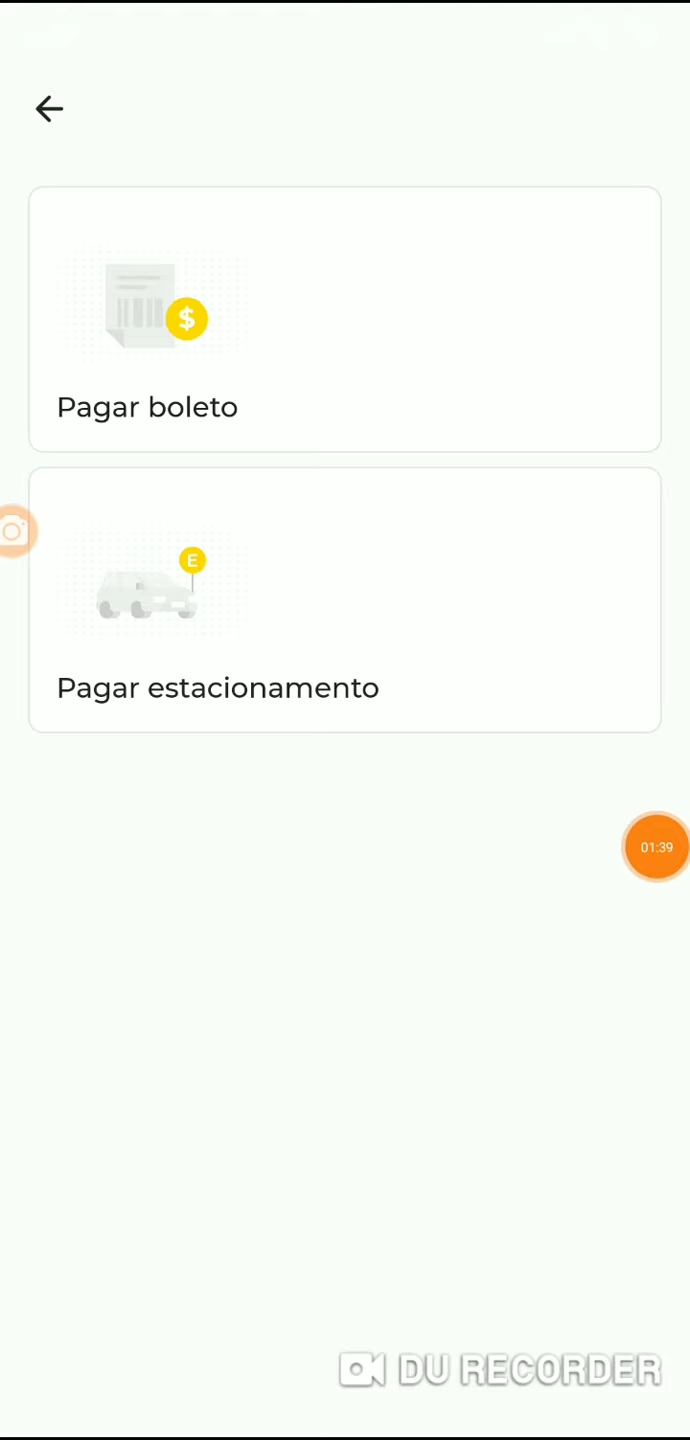 $
Pagar boleto
E
Pagar estacionamento
01:39
DU RECORDER